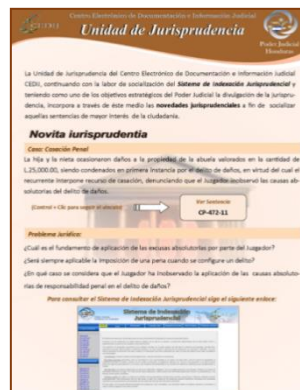 Centro Electrónico de Documentación e Información Judicial
CEDIJ
Unidad de Jurisprudencia
Poder Judicial
Honduras
La Unidad de Jurisprudencia del Centro Electrónico de Documentación e Información Judicial
CEDIJ, continuando con la labor de socialización del Sistema de Indexación Jurisprudencial y
teniendo como uno de los objetivos estratégicos del Poder Judicial la divulgación de la jurispru-
dencia, incorpora a través de éste medio las novedades jurisprudenciales a fin de socializar
aquellas sentencias de mayor interés de la ciudadanía.
Novita iurisprudentia
Caso: Casación Penal
La hija y la nieta ocasionaron daños a la propiedad de la abuela valorados en la cantidad de
L.25,000.00, siendo condenados en primera instancia por el delito de daños, en virtud del cual el
recurrente interpone recurso de casación, denunciando que el Juzgador inobservó las causas ab-
solutorias del delito de daños.
(Control + Clic para seguir el vínculo)
Ver Sentencia
CP-472-11
Problema Jurídico:
¿Cuál es el fundamento de aplicación de las excusas absolutorias por parte del Juzgador?
¿Será siempre aplicable la imposición de una pena cuando se configure un delito?
¿En qué caso se considera que el Juzgador ha inobservado la aplicación de las causas absoluto-
rias de responsabilidad penal en el delito de daños?
Para consultar el Sistema de Indexación Jurisprudencial siga el siguiente enlace:
Sistema de Indexación
Jurisprudencial